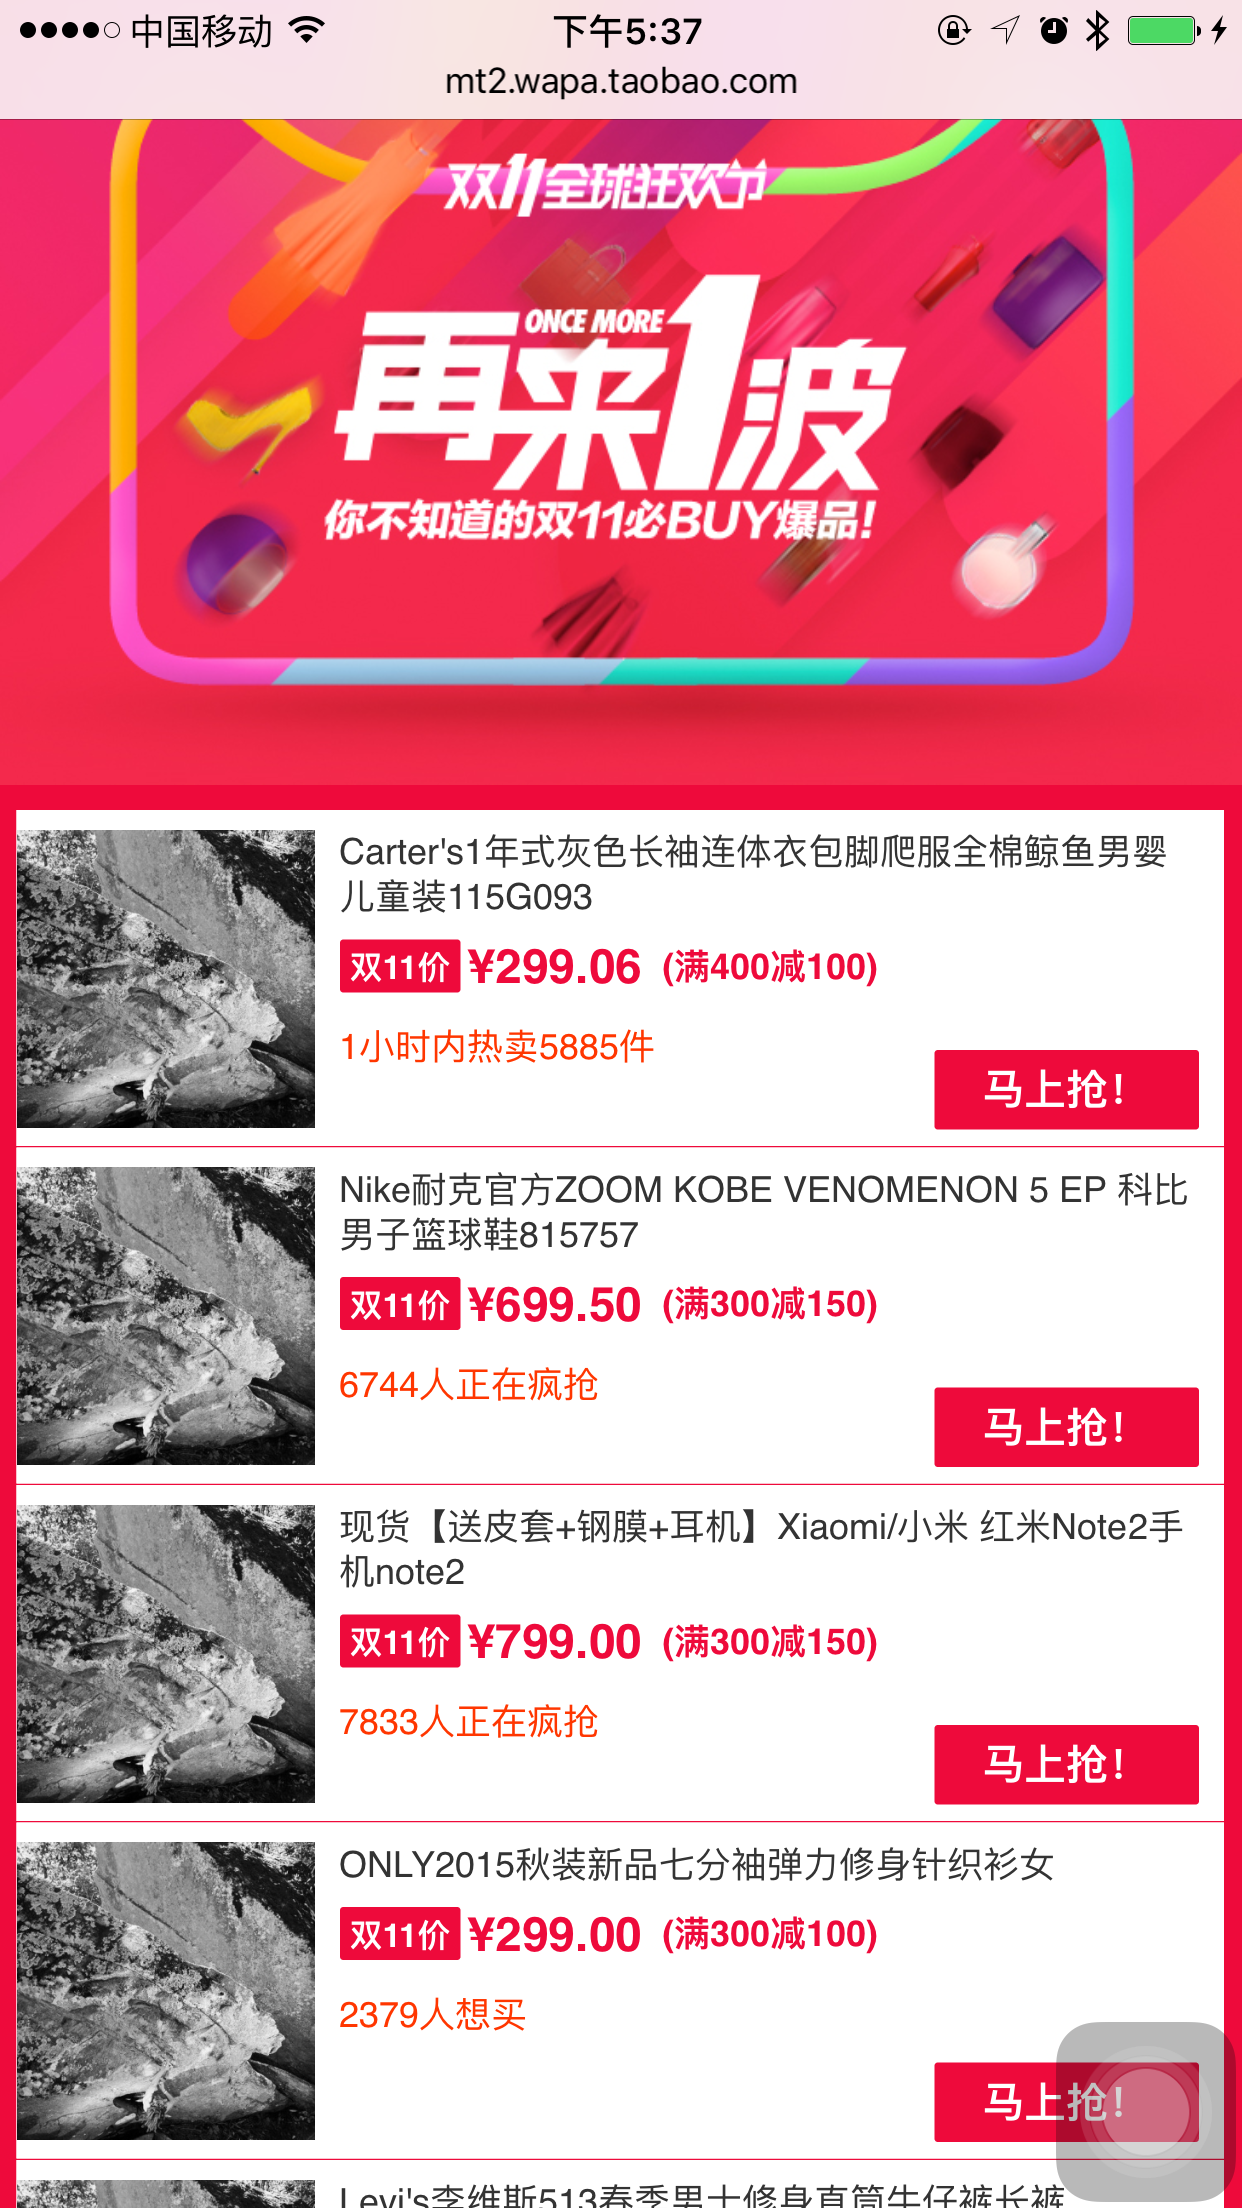 中国移动 下午5:37
mt2.wapa.taobao.com
双11全球狂欢节
ONCE MORE
再来1波
你不知道的双11必BUY爆品!
Carter's1年式灰色长袖连体衣包脚爬服全棉鲸鱼男婴
儿童装115G093
双11价 ¥299.06 (满400减100)
1小时内热卖5885件
马上抢!
Nike耐克官方ZOOM KOBE VENOMENON 5 EP 科比
男子篮球鞋815757
双11价 ¥699.50 (满300减150)
6744人正在疯抢
马上抢!
现货【送皮套+钢膜+耳机】Xiaomi/小米 红米Note2手
机note2
双11价 ¥799.00 (满300减150)
7833人正在疯抢
马上抢!
ONLY2015秋装新品七分袖弹力修身针织衫女
双11价 ¥299.00 (满300减100)
2379人想买
马上抢!
Levi's李维斯513春季男士修身直筒牛仔裤长裤